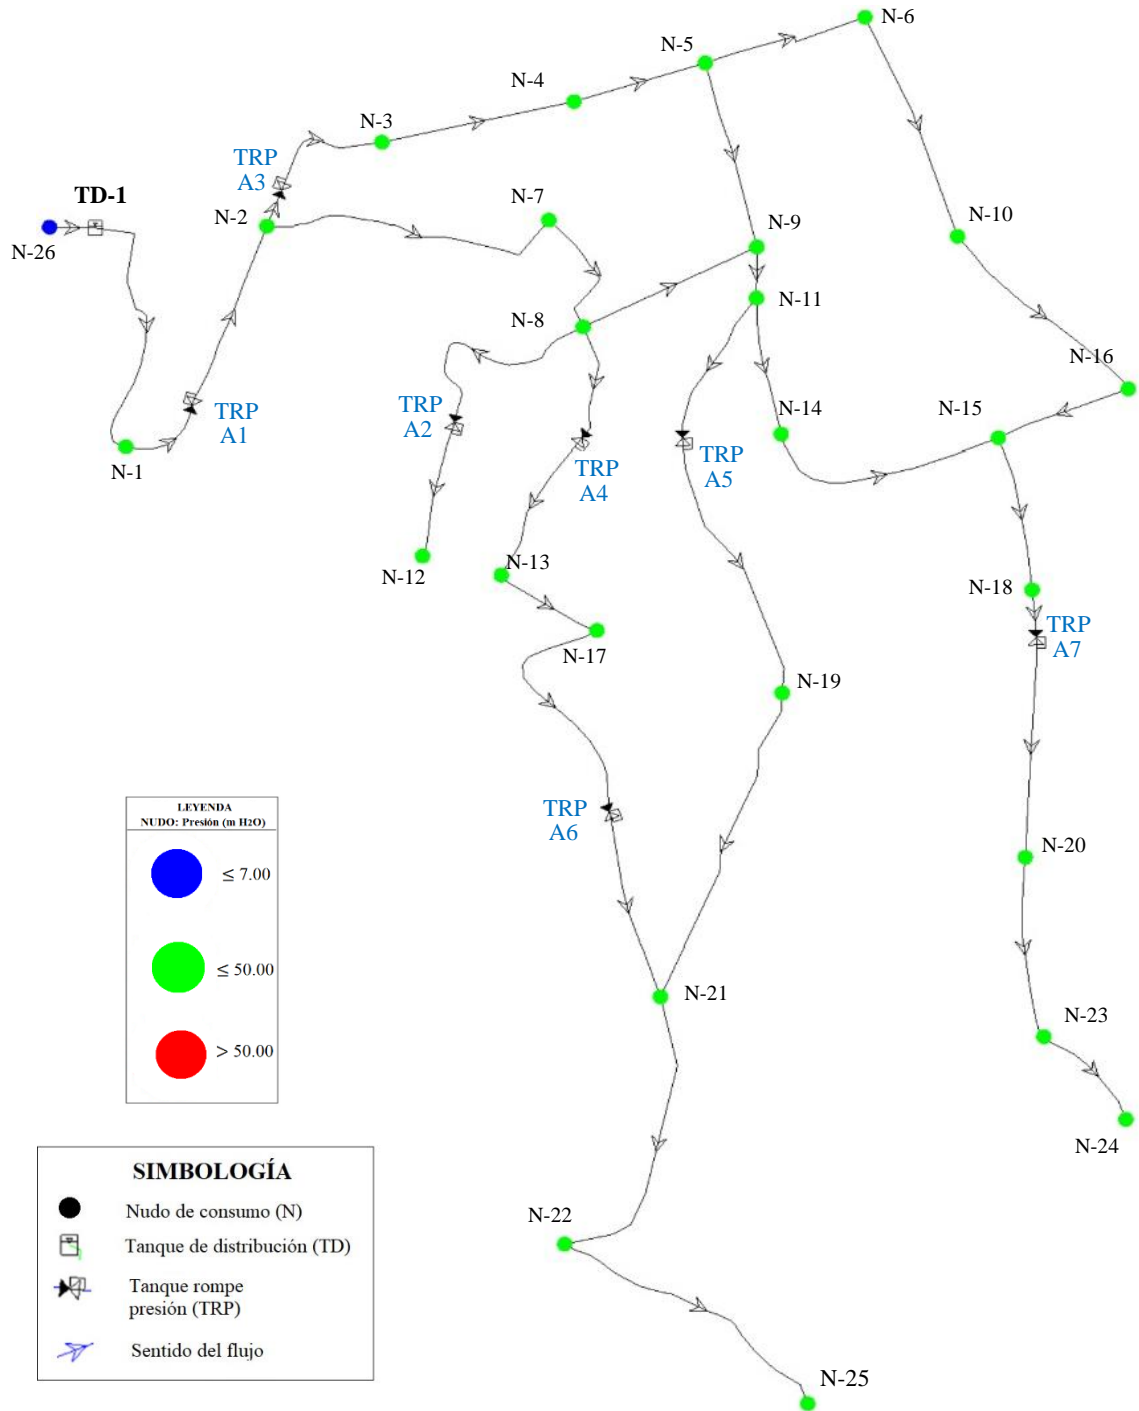 N-6
N-5
N-4
N-3
TRP
A3
TD-1
N-2
N-7
N-26
N-9
N-10
N-11
N-8
N-16
TRP
A2
TRP
A1
N-14
N-15
N-1
TRP
A4
TRP
A5
N-12
N-13
N-18
TRP
A7
N-17
N-19
TRP
A6
LEYENDA
NUDO: Presión (m H2O)
≤ 7.00
≤ 50.00
> 50.00
N-20
N-21
N-23
N-24
SIMBOLOGÍA
Nudo de consumo (N)
Tanque de distribución (TD)
Tanque rompe
presión (TRP)
Sentido del flujo
N-22
N-25